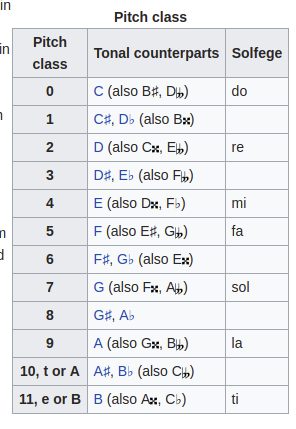 in
Pitch class
Pitch class Tonal counterparts Solfege
in
0 C (also B♯, D𝄫) do
1 C♯, D♭ (also B𝄪)
2 D (also C𝄪, E𝄫) re
3 D♯, E♭ (also F𝄫)
4 E (also D𝄪, F♭) mi
5 F (also E♯, G𝄫) fa
6 F♯, G♭ (also E𝄪)
7 G (also F𝄪, A𝄫) sol
8 G♯, A♭
9 A (also G𝄪, B𝄫) la
10, t or A A♯, B♭ (also C𝄫)
11, e or B B (also A𝄪, C♭) ti